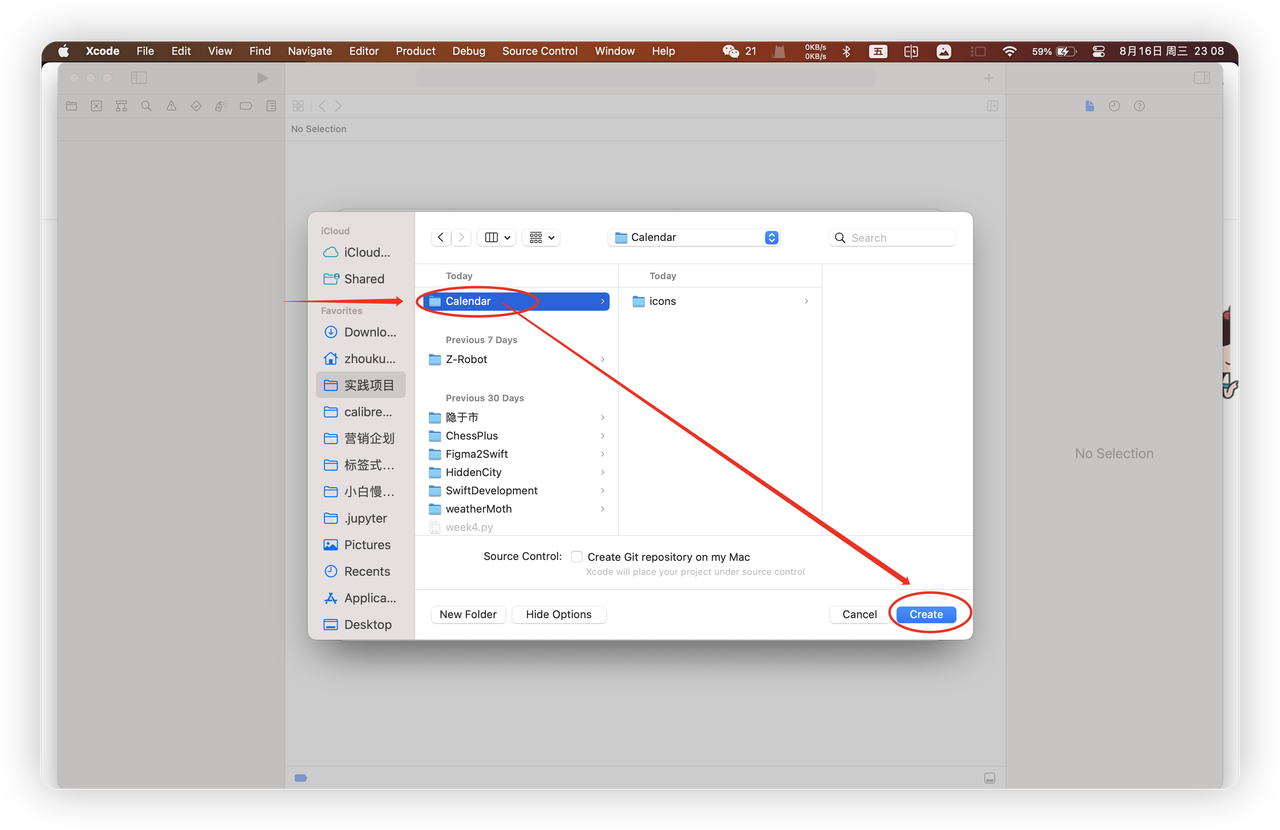 Xcode File Edit View Find Navigate Editor Product Debug Source Control Window Help 21 0KB/s 0KB/s 五 59% 8月16日 周三 23 08
No Selection
iCloud
iCloud...
Shared
Favorites
Downlo...
zhouku...
实践项目
calibre...
营销企划
标签式...
小白慢...
.jupyter
Pictures
Recents
Applica...
Desktop
Calendar
Search
Today
Calendar
Previous 7 Days
Z-Robot
Previous 30 Days
隐于市
ChessPlus
Figma2Swift
HiddenCity
SwiftDevelopment
weatherMoth
week4.py
Today
icons
Source Control: Create Git repository on my Mac
Xcode will place your project under source control
New Folder Hide Options Cancel Create
No Selection